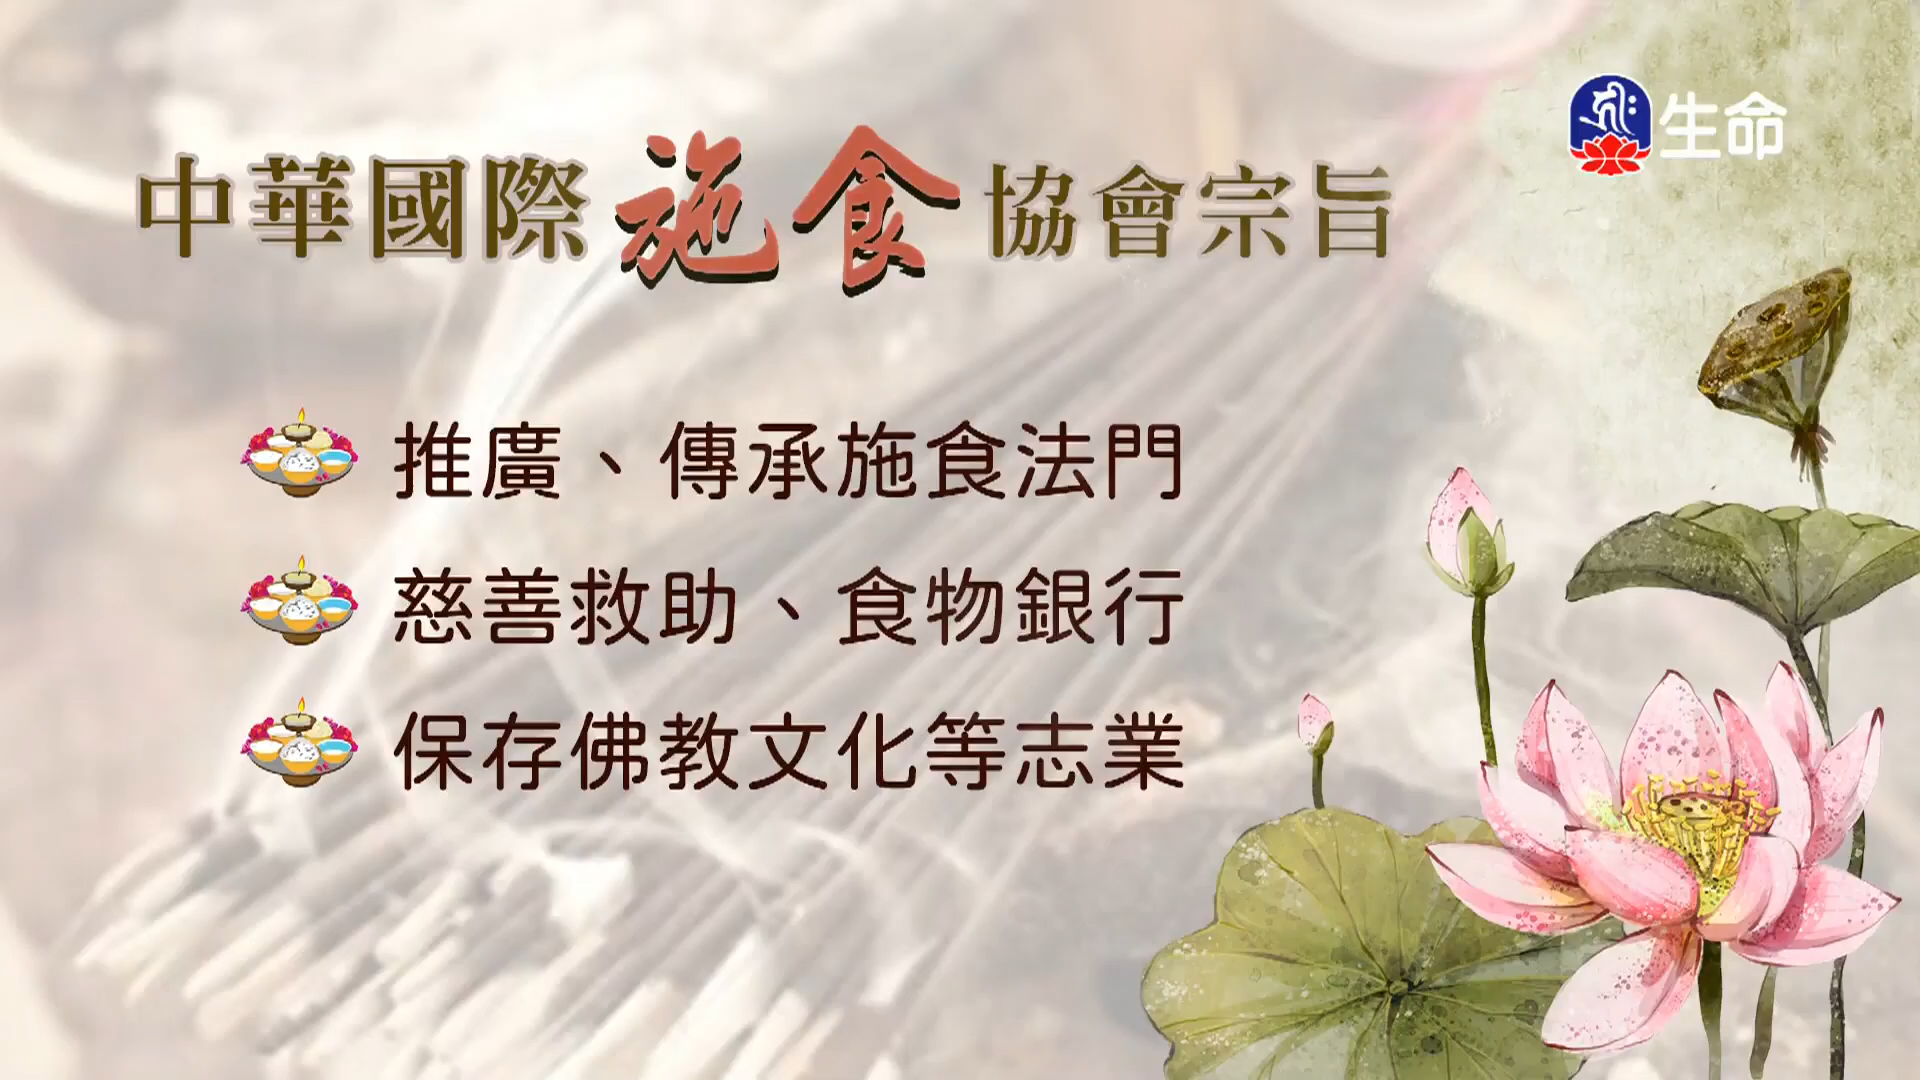 生命
中華國際施食協會宗旨
推廣、傳承施食法門
慈善救助、食物銀行
保存佛教文化等志業